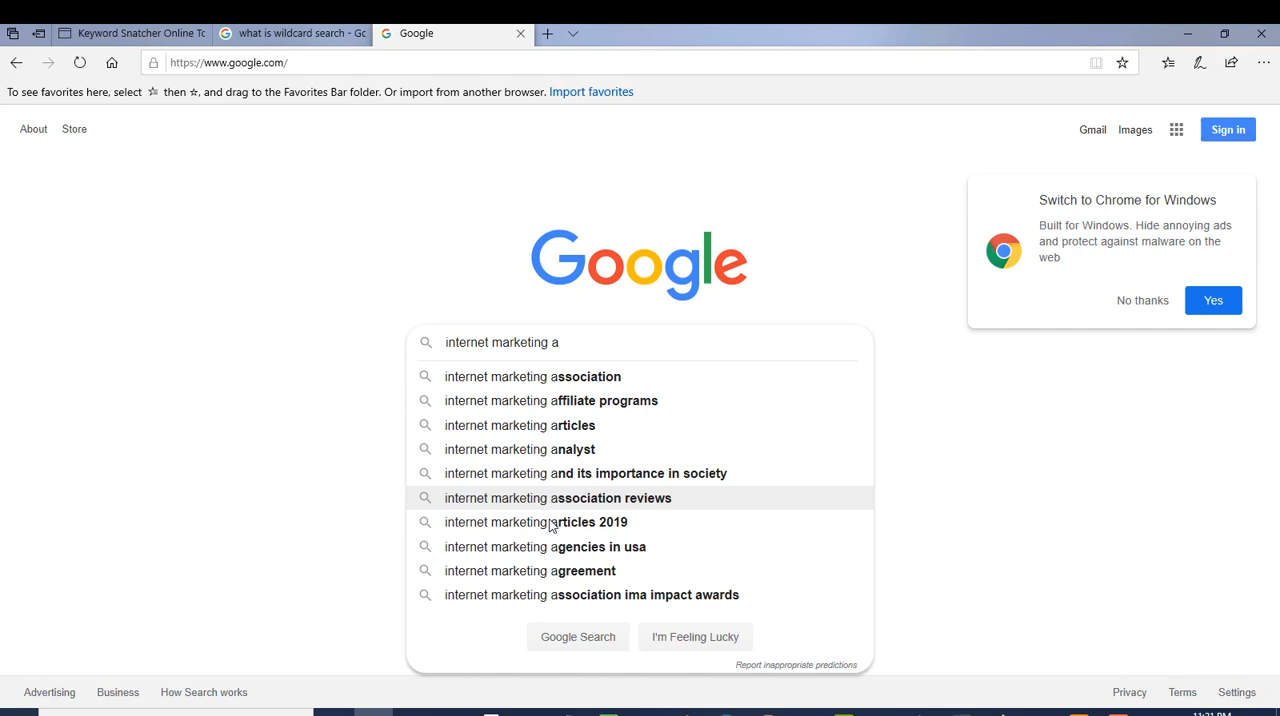 Keyword Snatcher Online To
what is wildcard search - Go
Google
https://www.google.com/
To see favorites here, select ☆ then ☆, and drag to the Favorites Bar folder. Or import from another browser. Import favorites
About Store
Gmail Images Sign in
Switch to Chrome for Windows
Built for Windows. Hide annoying ads
and protect against malware on the
web
No thanks Yes
Google
internet marketing a
internet marketing association
internet marketing affiliate programs
internet marketing articles
internet marketing analyst
internet marketing and its importance in society
internet marketing association reviews
internet marketing articles 2019
internet marketing agencies in usa
internet marketing agreement
internet marketing association ima impact awards
Google Search I'm Feeling Lucky
Report inappropriate predictions
Advertising Business How Search works
Privacy Terms Settings